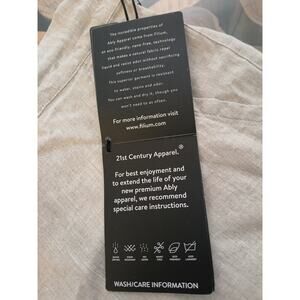 The incredible properties of
Ably Apparel come from Filium,
an eco-friendly, nano-free, technology
that makes a natural fabric repel
liquid and resist odor without sacrificing
softness or breathability.
This superior garment is resistant
to water, stains and odor.
You can wash and dry it; though you
won't need to as often.
For more information visit
www.filium.com
21st Century Apparel.®
For best enjoyment and
to extend the life of your
new premium Ably
apparel, we recommend
special care instructions.
WASH/CARE INFORMATION